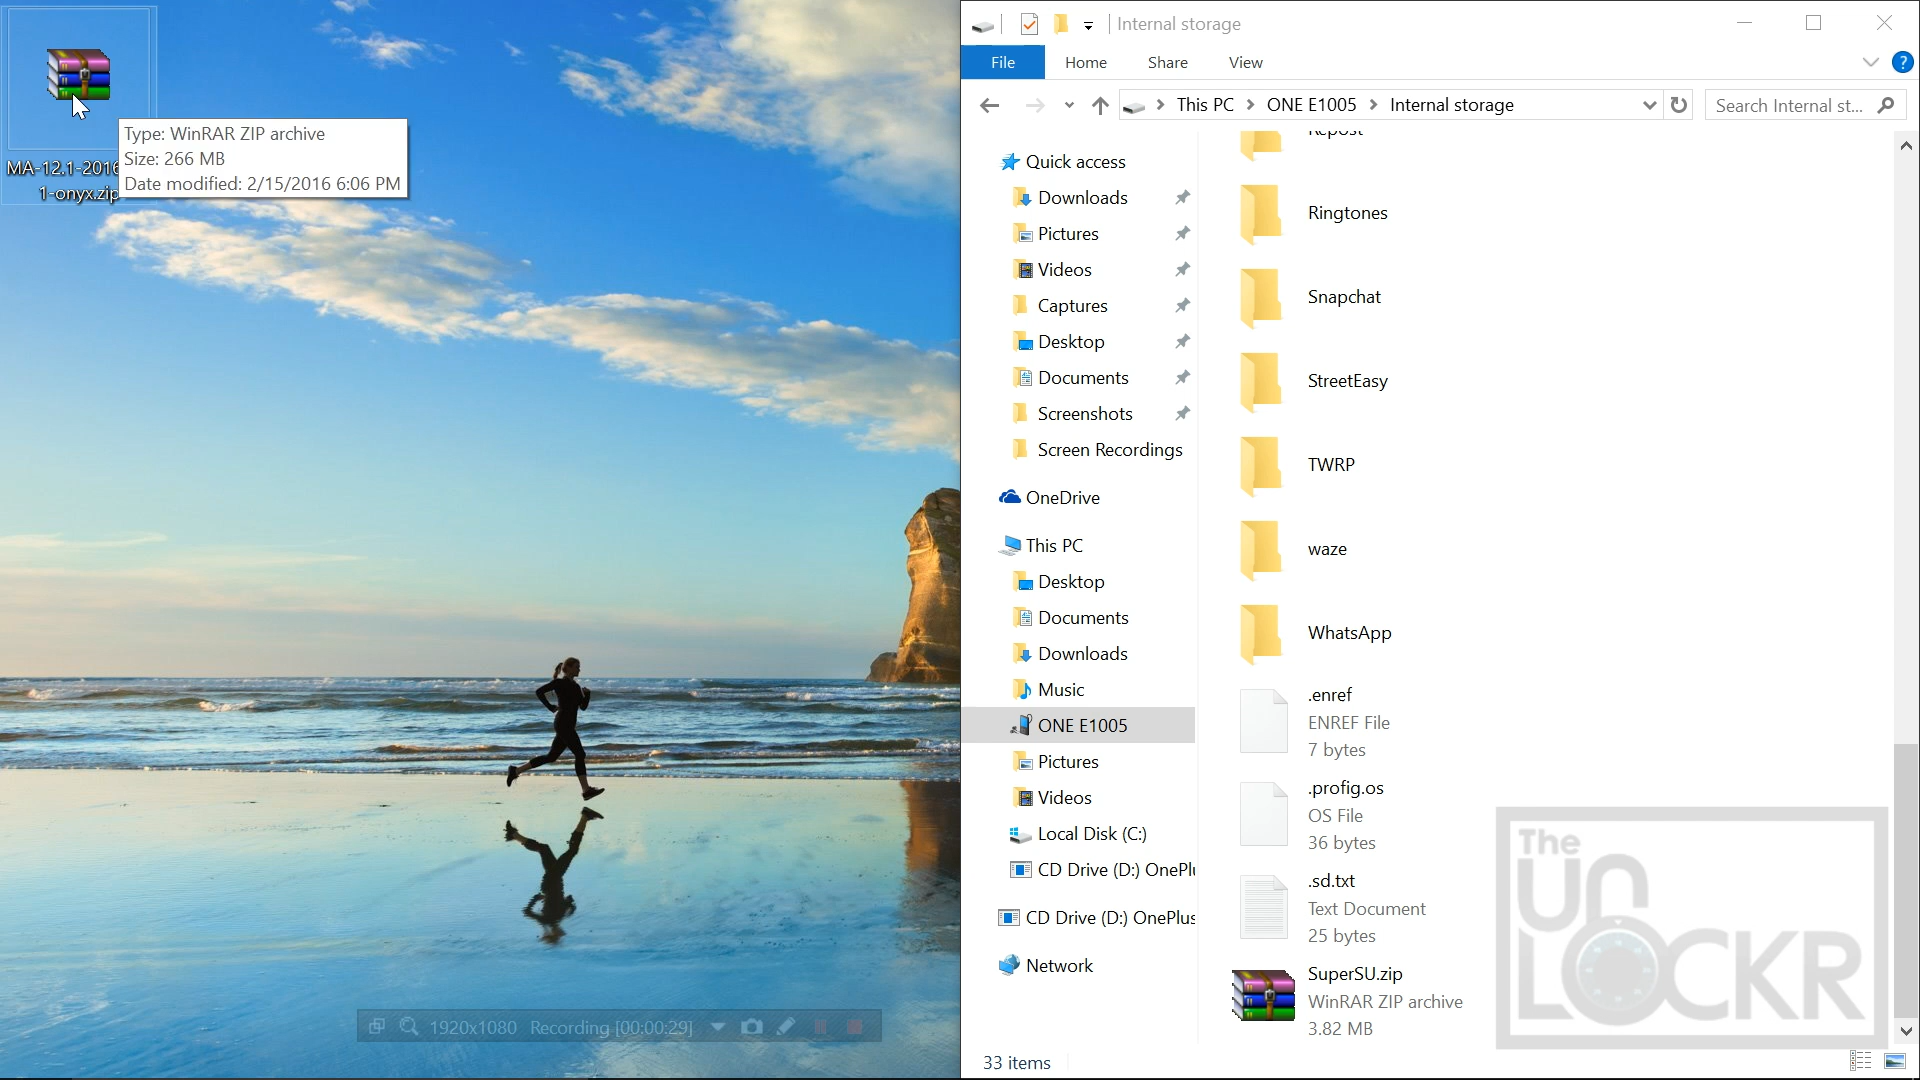 MA-12.1-2016
1-onyx.zip
Type: WinRAR ZIP archive
Size: 266 MB
Date modified: 2/15/2016 6:06 PM
1920x1080 Recording [00:00:29]
Internal storage
File Home Share View
?
This PC ONE E1005 Internal storage
Search Internal st...
Quick access
Downloads
Pictures
Videos
Captures
Desktop
Documents
Screenshots
Screen Recordings
OneDrive
This PC
Desktop
Documents
Downloads
Music
ONE E1005
Pictures
Videos
Local Disk (C:)
CD Drive (D:) OnePlu
CD Drive (D:) OnePlus
Network
Repost
Ringtones
Snapchat
StreetEasy
TWRP
waze
WhatsApp
.enref
ENREF File
7 bytes
.profig.os
OS File
36 bytes
.sd.txt
Text Document
25 bytes
SuperSU.zip
WinRAR ZIP archive
3.82 MB
33 items
The
UN
LOCKR